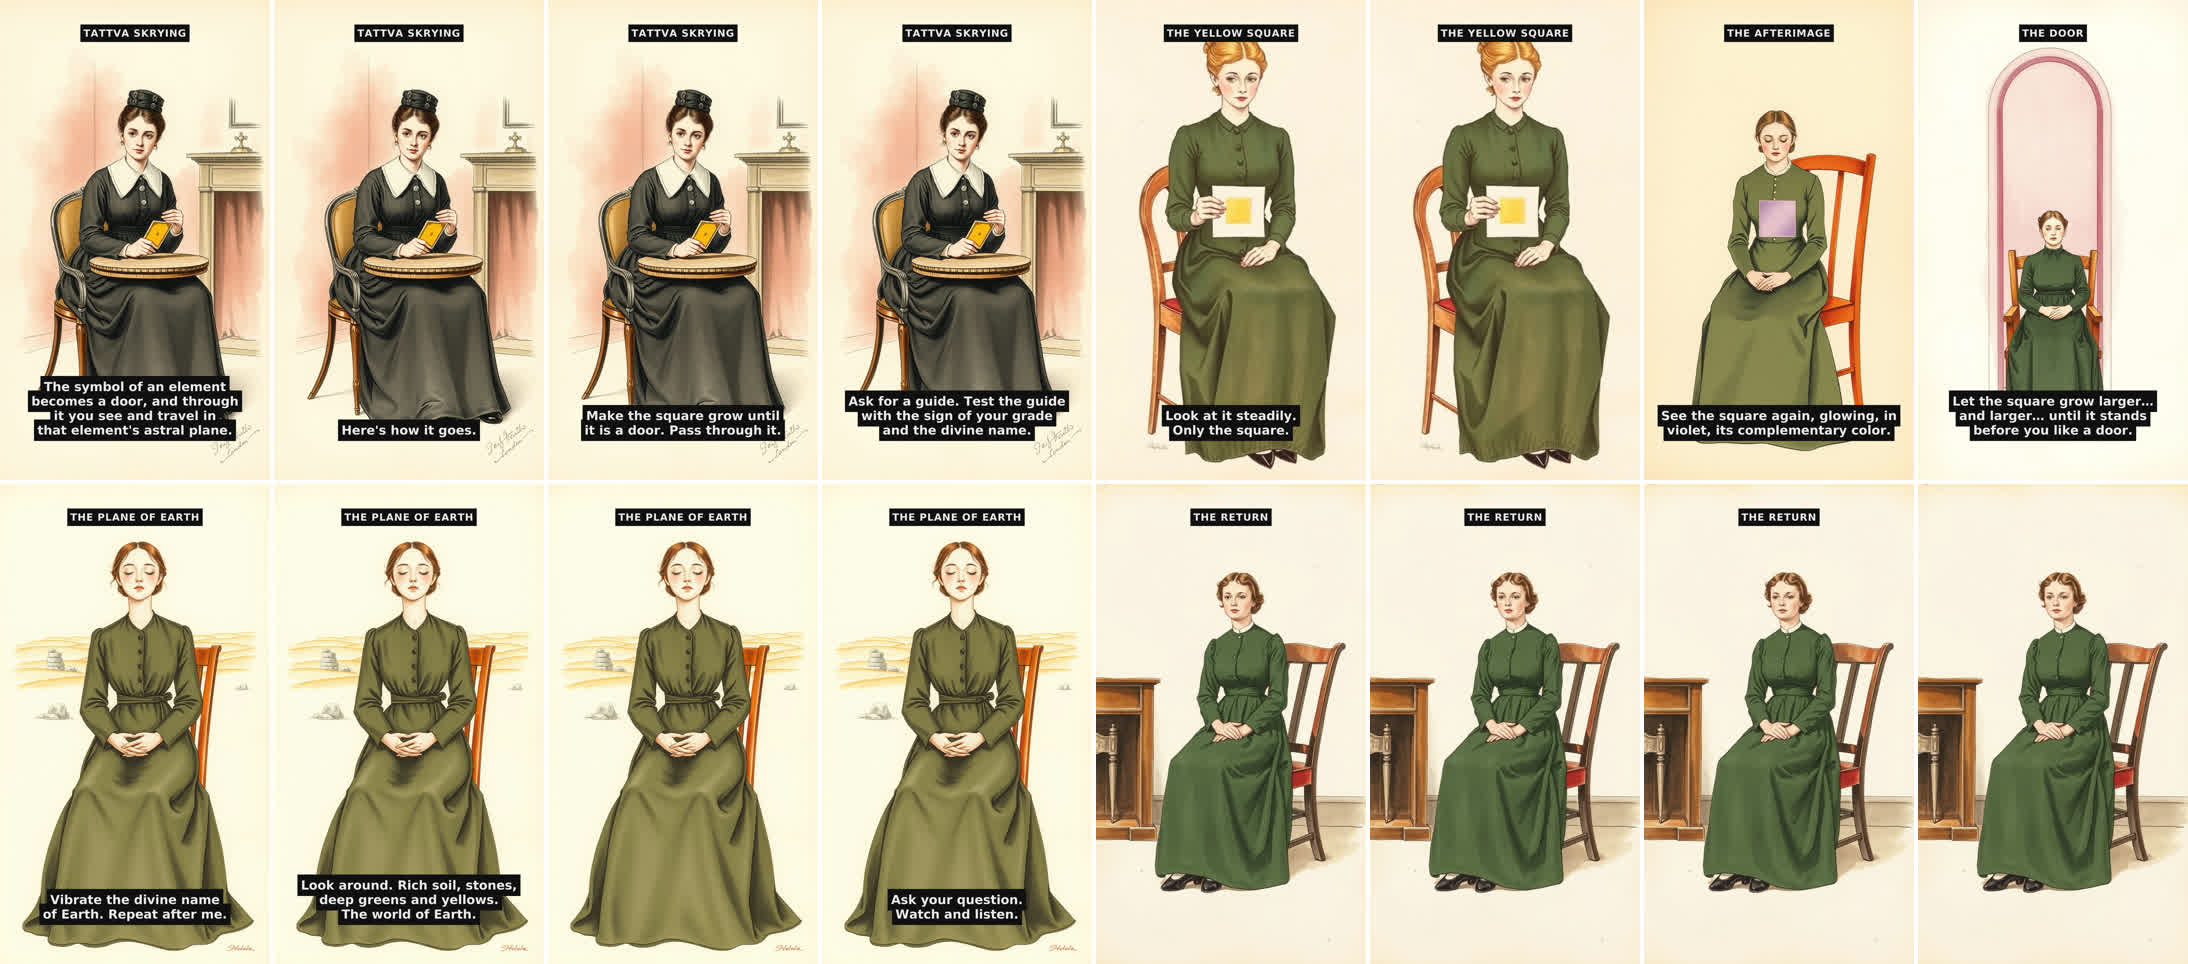 TATTVA SKRYING
The symbol of an element
becomes a door, and through
it you see and travel in
that element's astral plane.
TATTVA SKRYING
Here's how it goes.
TATTVA SKRYING
Make the square grow until
it is a door. Pass through it.
TATTVA SKRYING
Ask for a guide. Test the guide
with the sign of your grade
and the divine name.
THE YELLOW SQUARE
Look at it steadily.
Only the square.
THE YELLOW SQUARE
THE AFTERIMAGE
See the square again, glowing, in
violet, its complementary color.
THE DOOR
Let the square grow larger...
and larger... until it stands
before you like a door.
THE PLANE OF EARTH
Vibrate the divine name
of Earth. Repeat after me.
THE PLANE OF EARTH
Look around. Rich soil, stones,
deep greens and yellows.
The world of Earth.
THE PLANE OF EARTH
THE PLANE OF EARTH
Ask your question.
Watch and listen.
THE RETURN
THE RETURN
THE RETURN